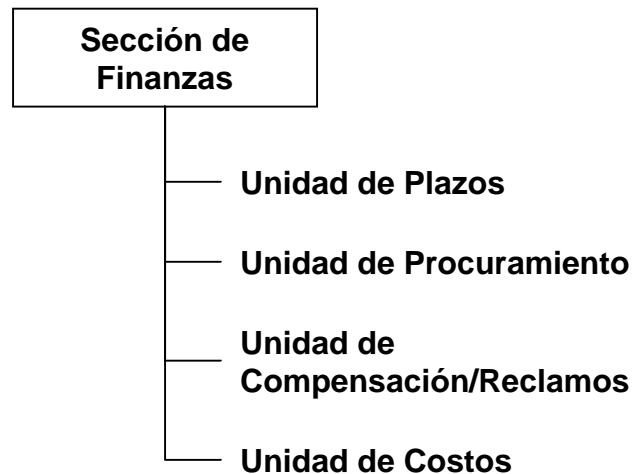 Sección de
Finanzas
Unidad de Plazos
Unidad de Procuramiento
Unidad de
Compensación/Reclamos
Unidad de Costos